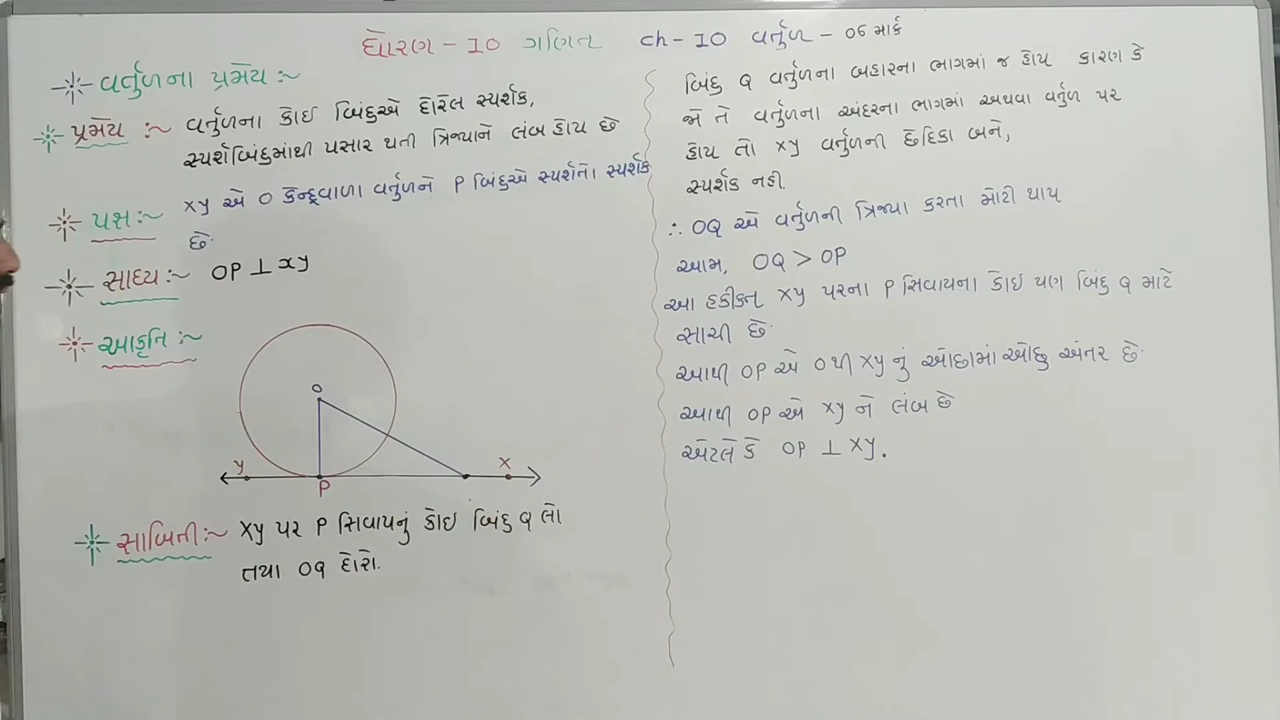 ધોરણ - 10 ગણિત ch - 10 વર્તુળ - 06 માર્ક
વર્તુળના પ્રમેય :~
પ્રમેય :~ વર્તુળના કોઈ બિંદુએ દોરેલ સ્પર્શક,
સ્પર્શબિંદુમાંથી પસાર થતી ત્રિજ્યાને લંબ હોય છે
પક્ષ :~ xy એ O કેન્દ્રવાળા વર્તુળને P બિંદુએ સ્પર્શતો સ્પર્શક
છે.
સાધ્ય :~ OP ⊥ xy
આકૃતિ :~
O
y
P
x
સાબિતી :~ xy પર P સિવાયનું કોઇ બિંદુ Q લો
તથા OQ દોરો.
બિંદુ Q વર્તુળના બહારના ભાગમાં જ હોય કારણ કે
જો તે વર્તુળના અંદરના ભાગમાં અથવા વર્તુળ પર
હોય તો xy વર્તુળની છેદિકા બને,
સ્પર્શક નહી.
∴ OQ એ વર્તુળની ત્રિજ્યા કરતા મોટી થાય
આમ, OQ > OP
આ હકીકત xy પરના P સિવાયના કોઈ પણ બિંદુ Q માટે
સાચી છે.
આથી OP એ O થી xy નું ઓછામાં ઓછુ અંતર છે.
આથી OP એ xy ને લંબ છે
એટલે કે OP ⊥ xy.